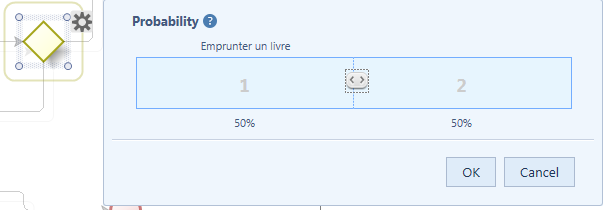 Probability ?
Emprunter un livre
1 2
50% 50%
OK Cancel